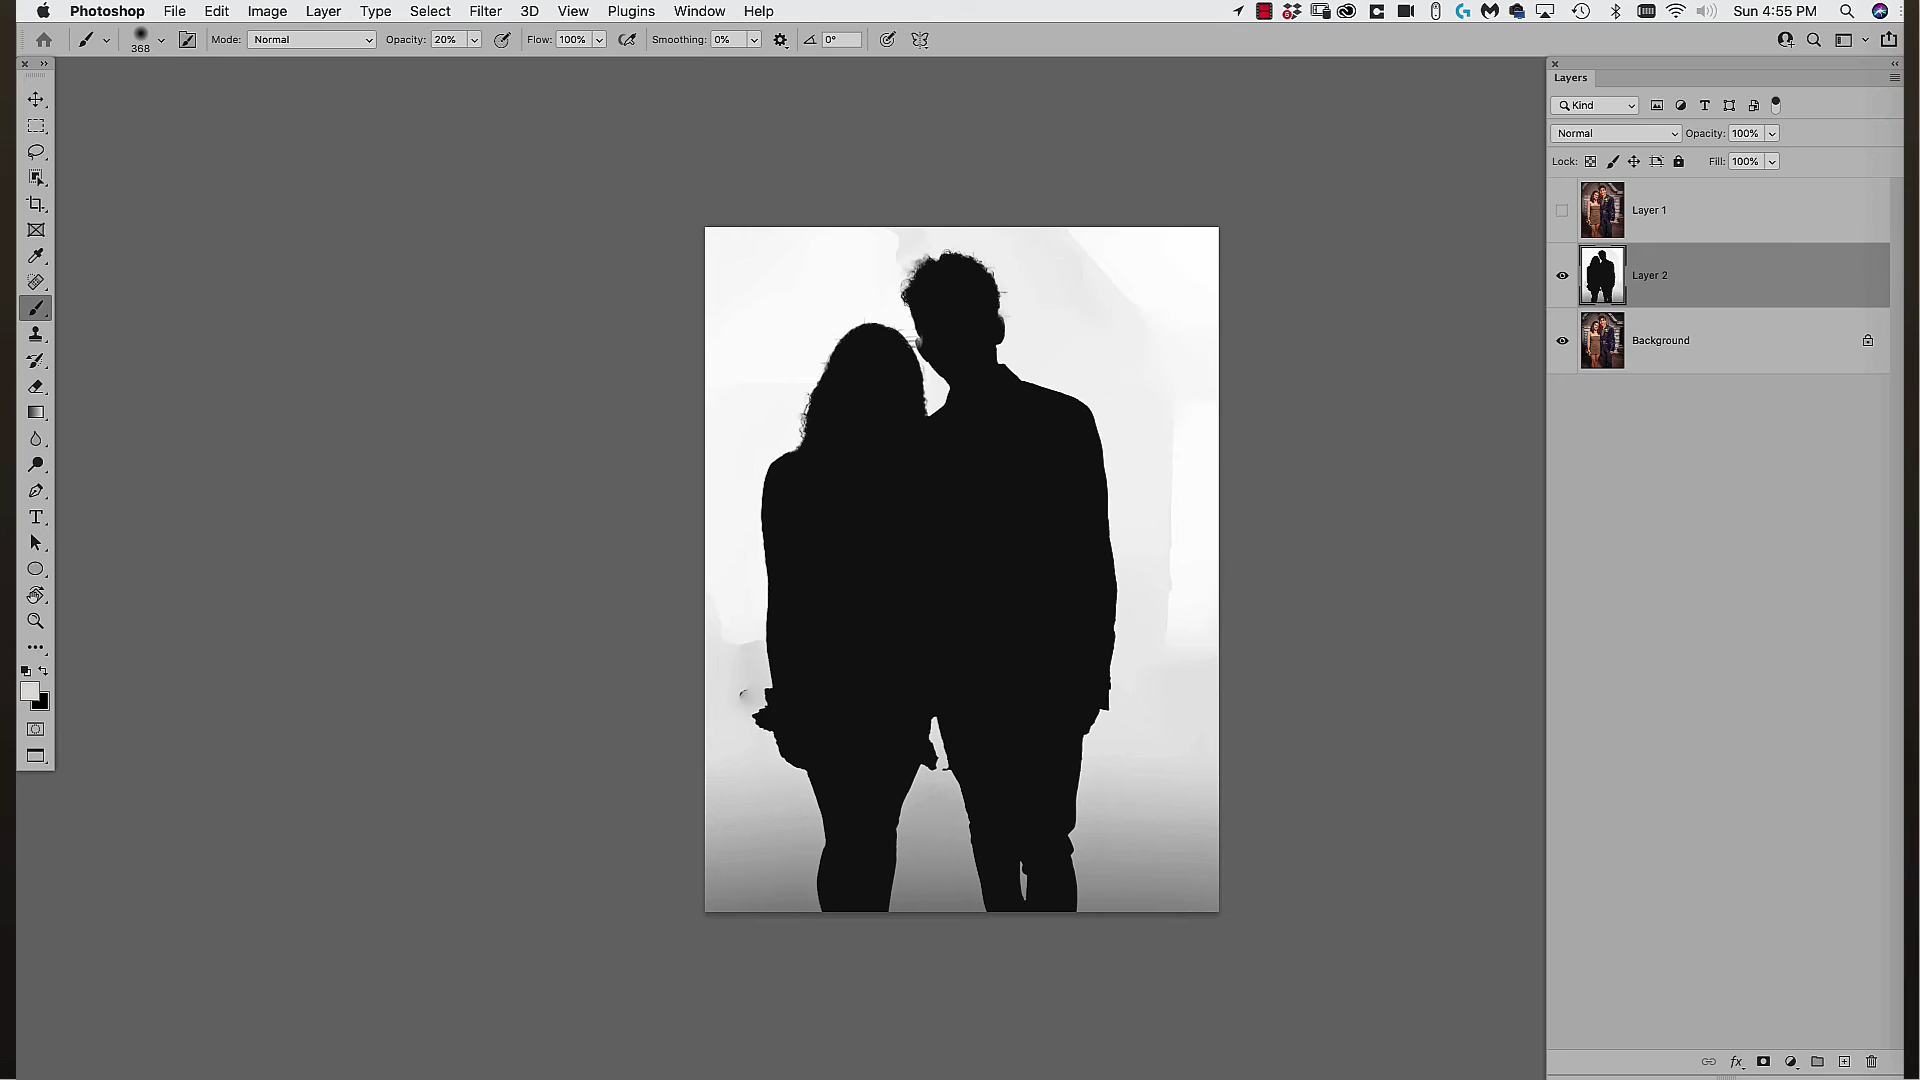 Photoshop File Edit Image Layer Type Select Filter 3D View Plugins Window Help Sun 4:55 PM
368 Mode: Normal Opacity: 20% Flow: 100% Smoothing: 0% 0°
Layers
Kind
Normal Opacity: 100%
Lock: Fill: 100%
Layer 1
Layer 2
Background
fx